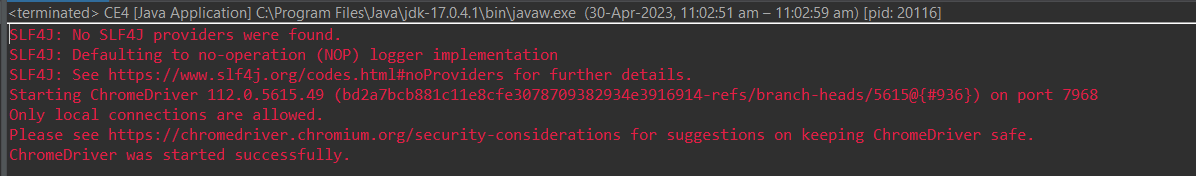 <terminated> CE4 [Java Application] C:\Program Files\Java\jdk-17.0.4.1\bin\javaw.exe (30-Apr-2023, 11:02:51 am – 11:02:59 am) [pid: 20116]
SLF4J: No SLF4J providers were found.
SLF4J: Defaulting to no-operation (NOP) logger implementation
SLF4J: See https://www.slf4j.org/codes.html#noProviders for further details.
Starting ChromeDriver 112.0.5615.49 (bd2a7bcb881c11e8cfe3078709382934e3916914-refs/branch-heads/5615@{#936}) on port 7968
Only local connections are allowed.
Please see https://chromedriver.chromium.org/security-considerations for suggestions on keeping ChromeDriver safe.
ChromeDriver was started successfully.